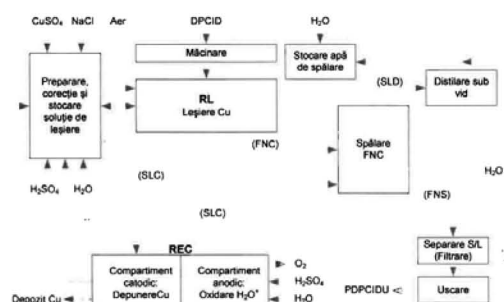 CuSO₄ NaCl Aer DPCID H₂O
Măcinare
Stocare apă
de spălare
Preparare,
corecție și
stocare
soluție de
leșiere
RL
Leșiere Cu
(SLD)
Distilare sub
vid
(FNC)
Spălare
FNC
H₂O
H₂SO₄ H₂O
(SLC)
(FNS)
(SLC)
REC
Separare S/L
(Filtrare)
Compartiment
catodic:
DepunereCu
Compartiment
anodic:
Oxidare H₂O*
O₂
H₂SO₄
H₂O
Depozit Cu
PDPCIDU
Uscare